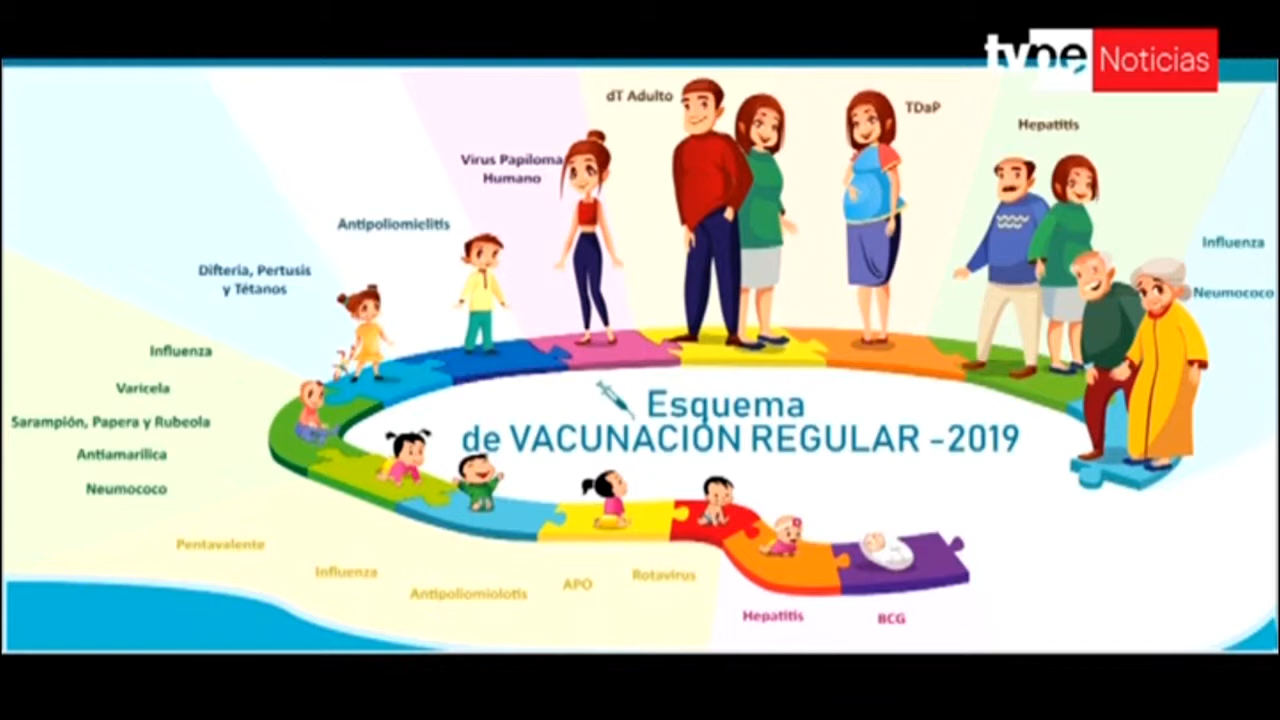 tvpe Noticias
dT Adulto
TDaP
Hepatitis
Virus Papiloma
Humano
Antipoliomielitis
Influenza
Neumococo
Difteria, Pertusis
y Tétanos
Influenza
Varicela
Sarampión, Papera y Rubeola
Antiamarilica
Neumococo
Esquema
de VACUNACIÓN REGULAR -2019
Pentavalente
Influenza
Antipoliomiolotis
APO
Rotavirus
Hepatitis
BCG